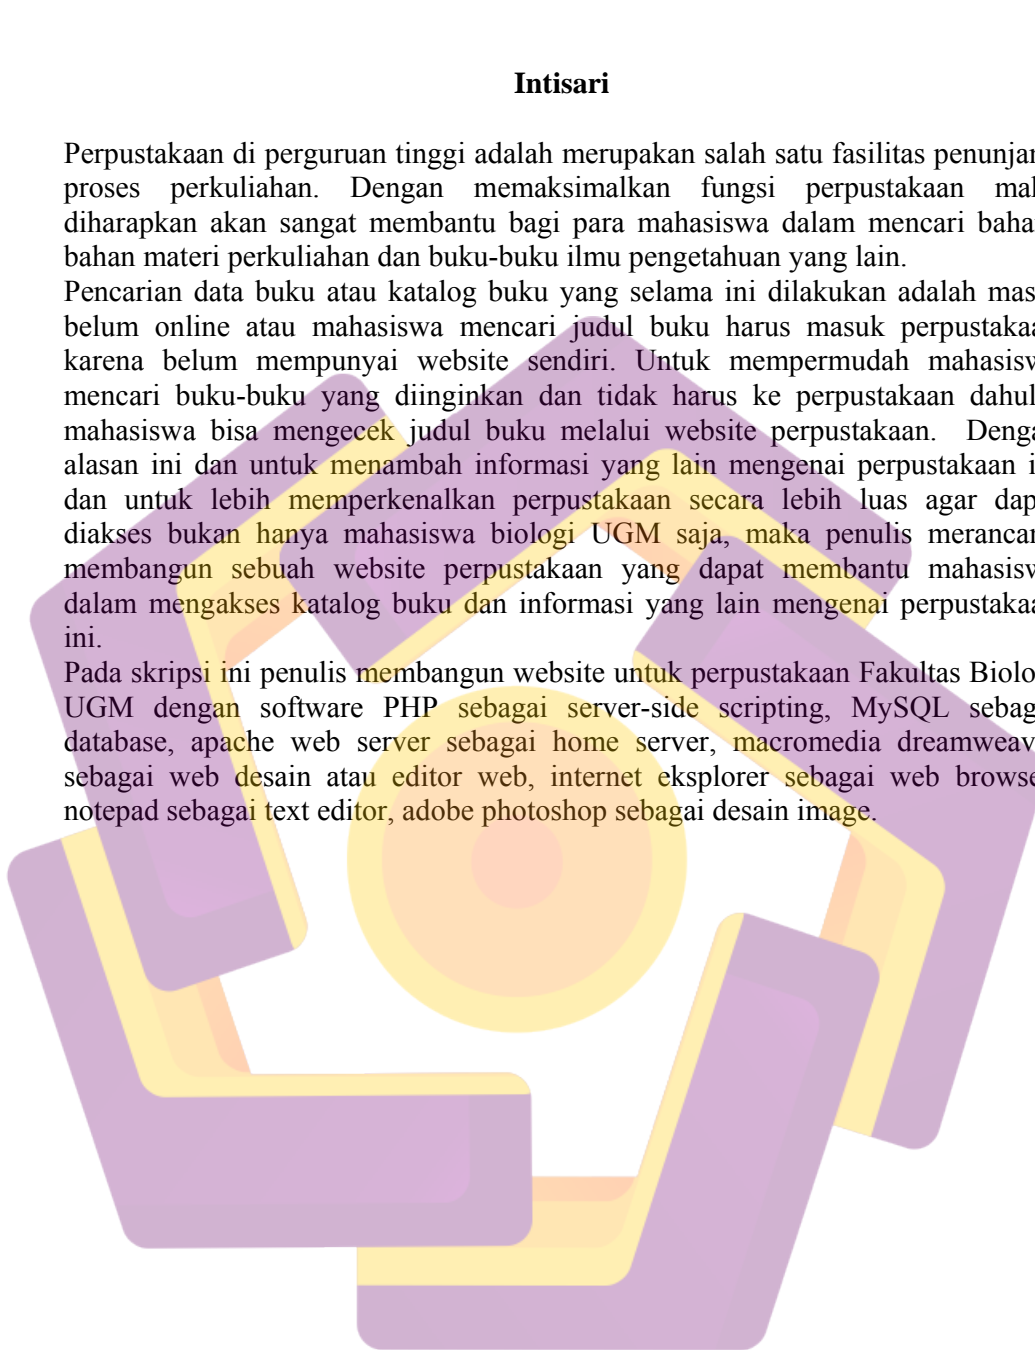 Intisari
Perpustakaan di perguruan tinggi adalah merupakan salah satu fasilitas penunjan
proses perkuliahan. Dengan memaksimalkan fungsi perpustakaan mak
diharapkan akan sangat membantu bagi para mahasiswa dalam mencari baha
bahan materi perkuliahan dan buku-buku ilmu pengetahuan yang lain.
Pencarian data buku atau katalog buku yang selama ini dilakukan adalah mas
belum online atau mahasiswa mencari judul buku harus masuk perpustakaa
karena belum mempunyai website sendiri. Untuk mempermudah mahasisw
mencari buku-buku yang diinginkan dan tidak harus ke perpustakaan dahul
mahasiswa bisa mengecek judul buku melalui website perpustakaan. Denga
alasan ini dan untuk menambah informasi yang lain mengenai perpustakaan i
dan untuk lebih memperkenalkan perpustakaan secara lebih luas agar dap
diakses bukan hanya mahasiswa biologi UGM saja, maka penulis merancan
membangun sebuah website perpustakaan yang dapat membantu mahasisw
dalam mengakses katalog buku dan informasi yang lain mengenai perpustakaa
ini.
Pada skripsi ini penulis membangun website untuk perpustakaan Fakultas Biolo
UGM dengan software PHP sebagai server-side scripting, MySQL sebag
database, apache web server sebagai home server, macromedia dreamweav
sebagai web desain atau editor web, internet eksplorer sebagai web browse
notepad sebagai text editor, adobe photoshop sebagai desain image.